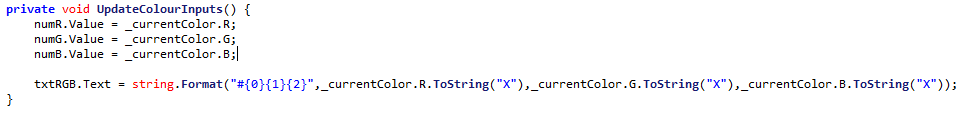 private void UpdateColourInputs() {
numR.Value = _currentColor.R;
numG.Value = _currentColor.G;
numB.Value = _currentColor.B;
txtRGB.Text = string.Format("#{0}{1}{2}",_currentColor.R.ToString("X"),_currentColor.G.ToString("X"),_currentColor.B.ToString("X"));
}